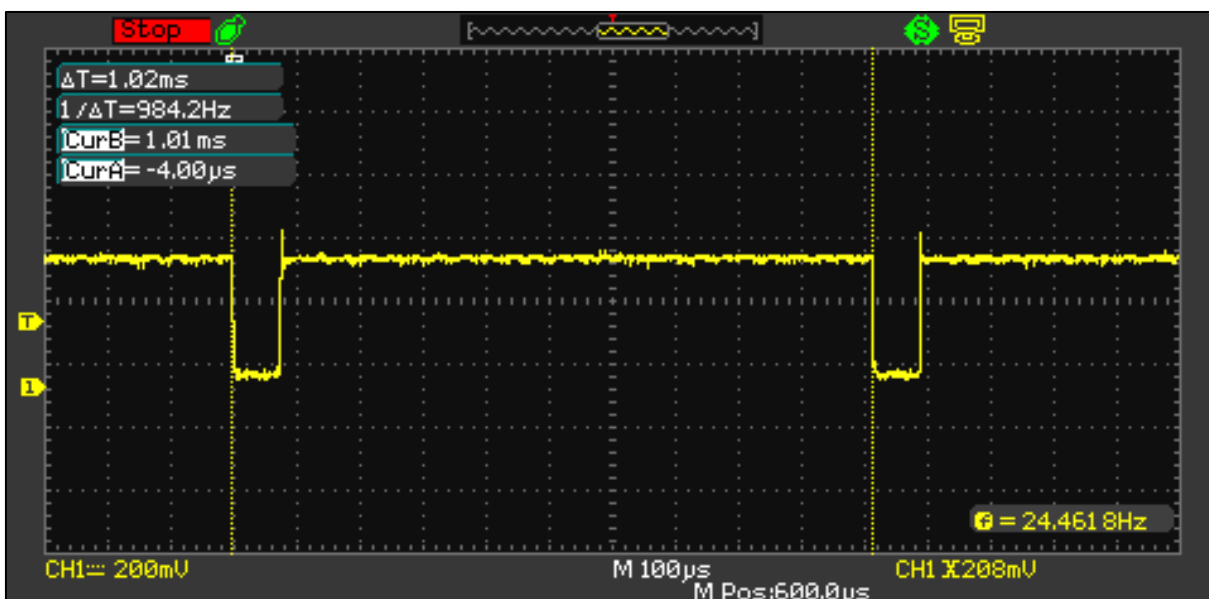 Stop S
ΔT=1.02ms
1/ΔT=984.2Hz
CurB=1.01ms
CurA=-4.00µs
T
1
f=24.4618Hz
CH1 200mV M 100µs CH1 208mV
M Pos:600.0µs